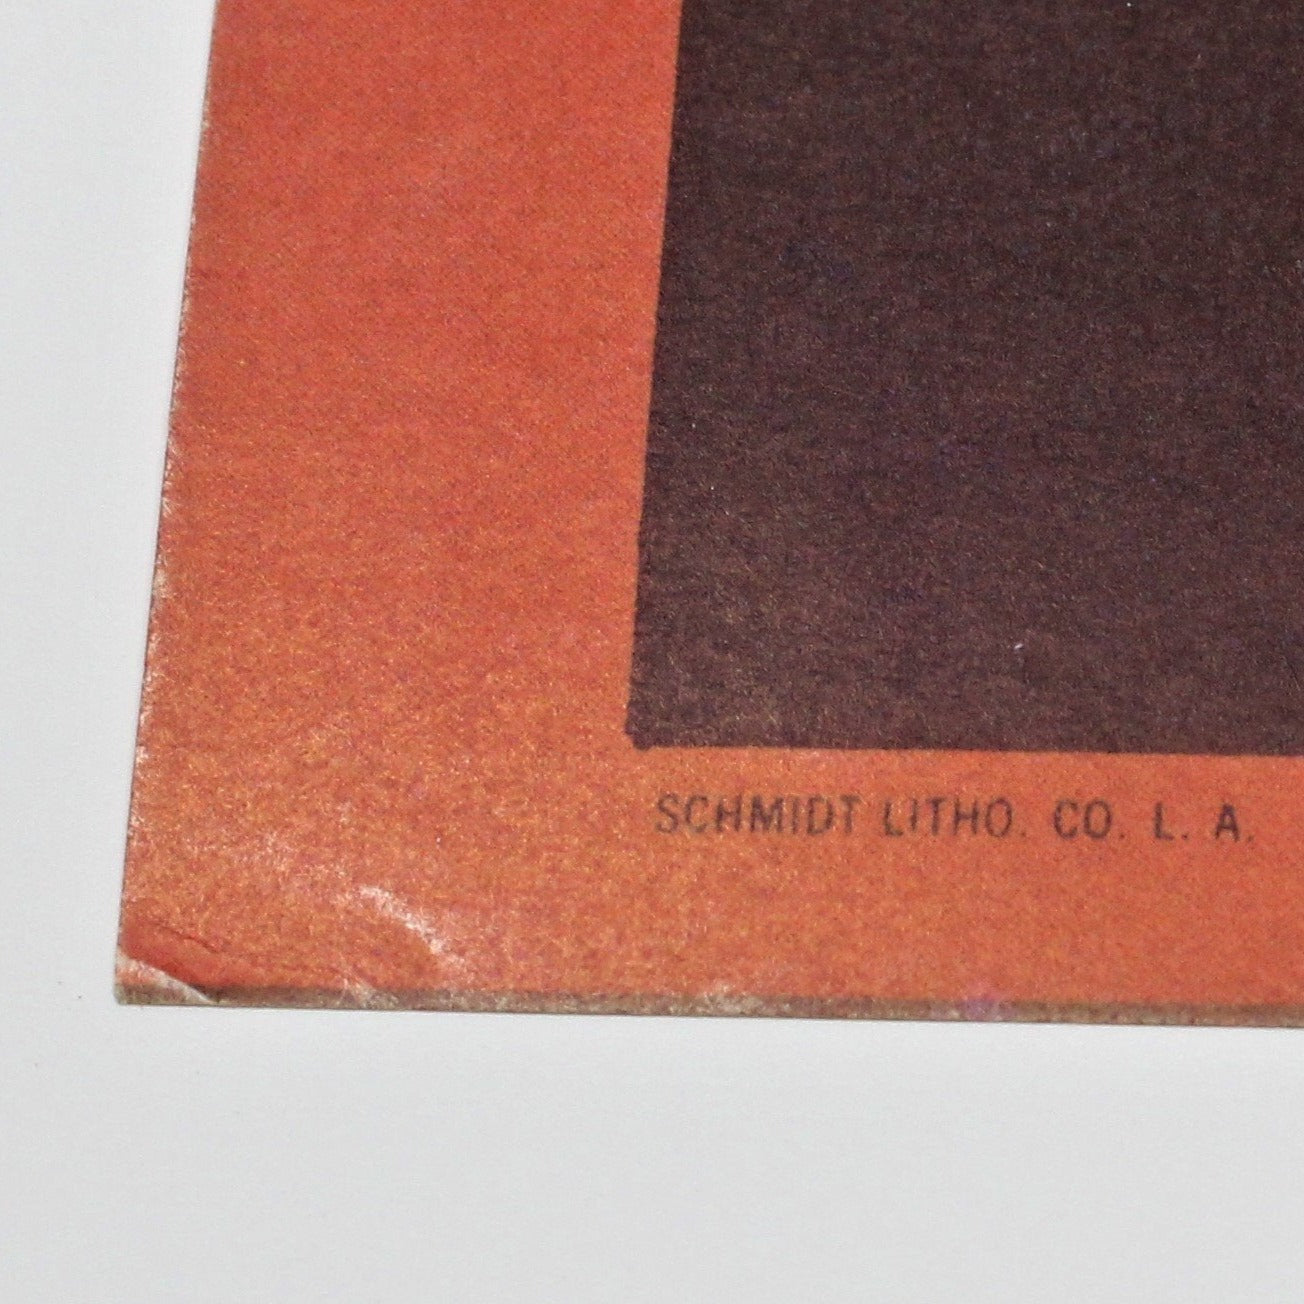 SCHMIDT LITHO. CO. L. A.